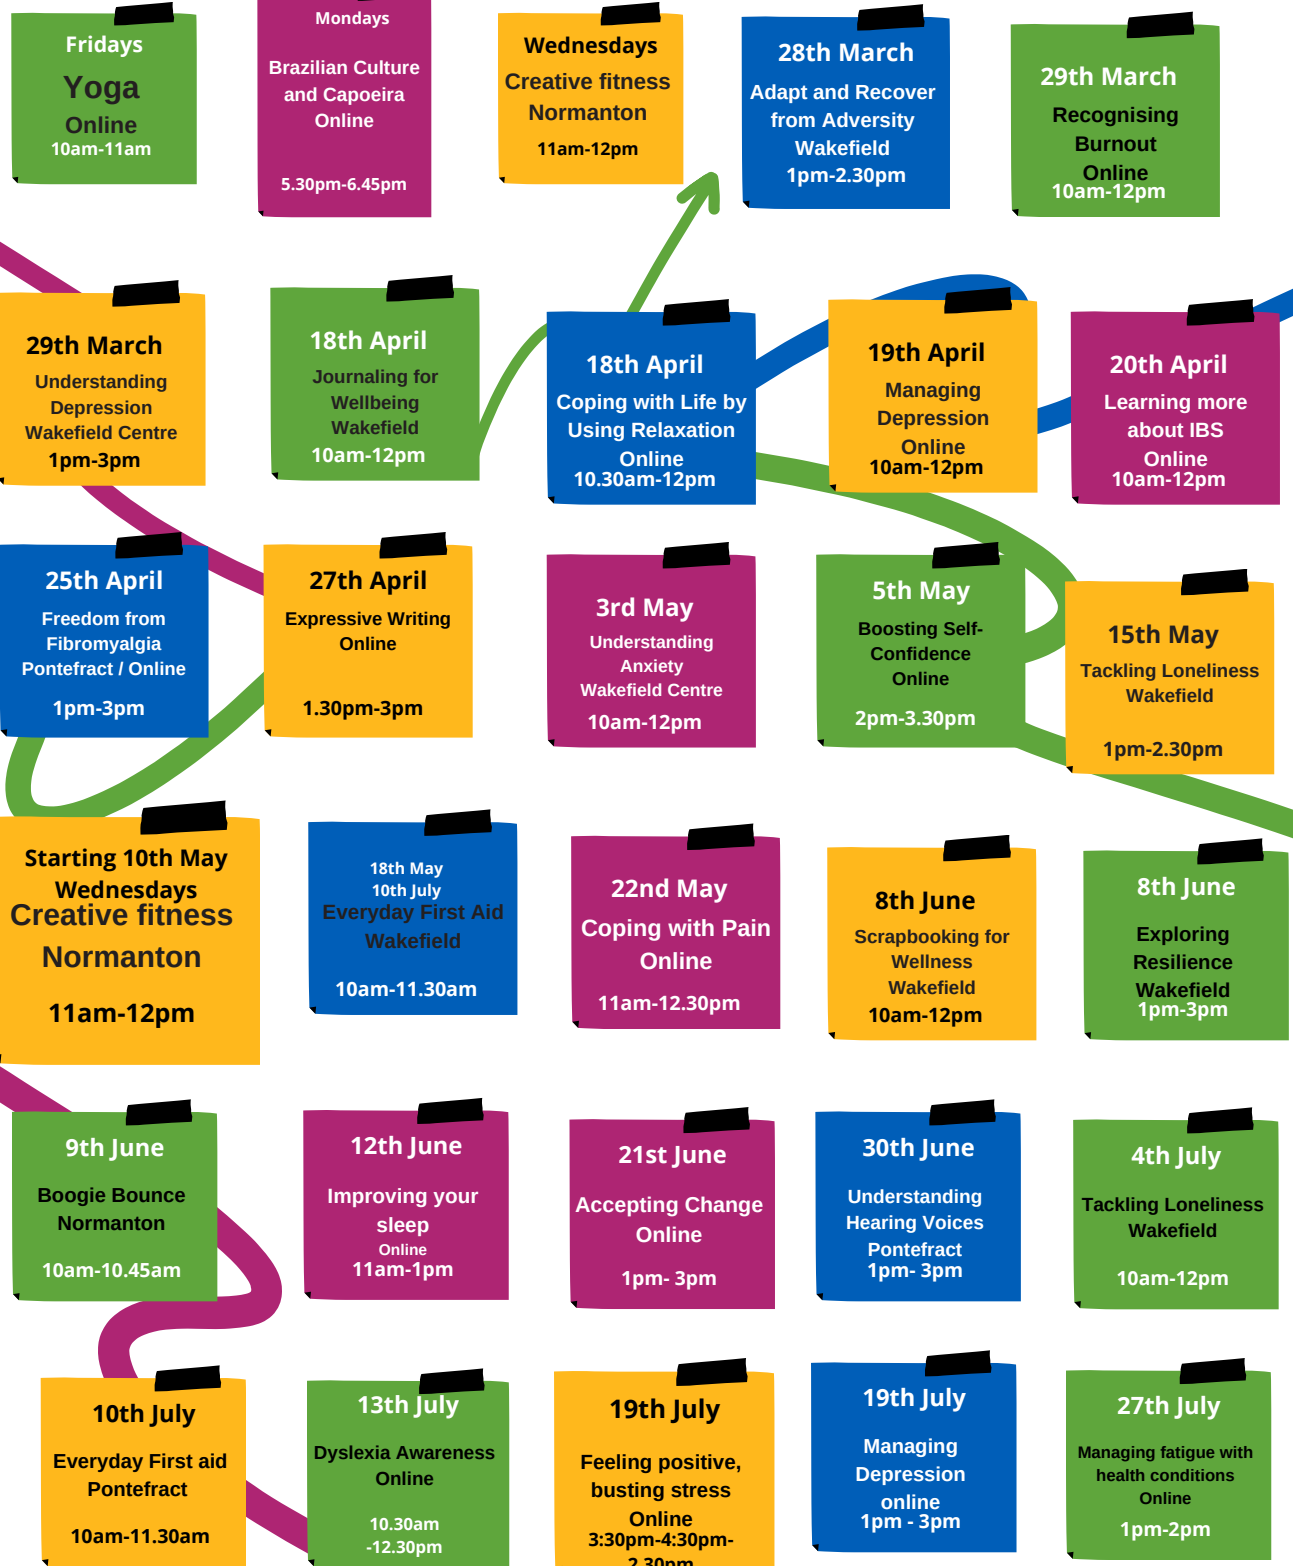 Fridays
Yoga
Online
10am-11am
Mondays
Brazilian Culture
and Capoeira
Online
5.30pm-6.45pm
Wednesdays
Creative fitness
Normanton
11am-12pm
28th March
Adapt and Recover
from Adversity
Wakefield
1pm-2.30pm
29th March
Recognising
Burnout
Online
10am-12pm
29th March
Understanding
Depression
Wakefield Centre
1pm-3pm
18th April
Journaling for
Wellbeing
Wakefield
10am-12pm
18th April
Coping with Life by
Using Relaxation
Online
10.30am-12pm
19th April
Managing
Depression
Online
10am-12pm
20th April
Learning more
about IBS
Online
10am-12pm
25th April
Freedom from
Fibromyalgia
Pontefract / Online
1pm-3pm
27th April
Expressive Writing
Online
1.30pm-3pm
3rd May
Understanding
Anxiety
Wakefield Centre
10am-12pm
5th May
Boosting Self-
Confidence
Online
2pm-3.30pm
15th May
Tackling Loneliness
Wakefield
1pm-2.30pm
Starting 10th May
Wednesdays
Creative fitness
Normanton
11am-12pm
18th May
10th July
Everyday First Aid
Wakefield
10am-11.30am
22nd May
Coping with Pain
Online
11am-12.30pm
8th June
Scrapbooking for
Wellness
Wakefield
10am-12pm
8th June
Exploring
Resilience
Wakefield
1pm-3pm
9th June
Boogie Bounce
Normanton
10am-10.45am
12th June
Improving your
sleep
Online
11am-1pm
21st June
Accepting Change
Online
1pm- 3pm
30th June
Understanding
Hearing Voices
Pontefract
1pm- 3pm
4th July
Tackling Loneliness
Wakefield
10am-12pm
10th July
Everyday First aid
Pontefract
10am-11.30am
13th July
Dyslexia Awareness
Online
10.30am
-12.30pm
19th July
Feeling positive,
busting stress
Online
3:30pm-4:30pm-
2.30pm
19th July
Managing
Depression
online
1pm - 3pm
27th July
Managing fatigue with
health conditions
Online
1pm-2pm